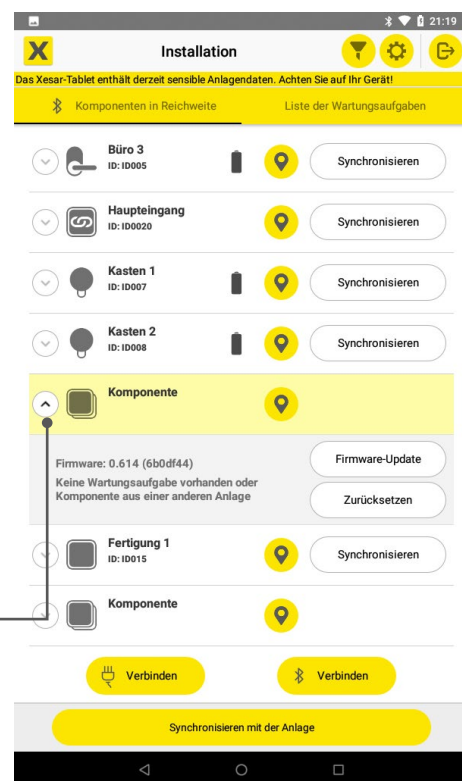 21:19
X Installation
Das Xesar-Tablet enthält derzeit sensible Anlagendaten. Achten Sie auf Ihr Gerät!
Komponenten in Reichweite Liste der Wartungsaufgaben
Büro 3
ID: ID005
Synchronisieren
Haupteingang
ID: ID0020
Synchronisieren
Kasten 1
ID: ID007
Synchronisieren
Kasten 2
ID: ID008
Synchronisieren
Komponente
Firmware: 0.614 (6b0df44)
Keine Wartungsaufgabe vorhanden oder
Komponente aus einer anderen Anlage
Firmware-Update
Zurücksetzen
Fertigung 1
ID: ID015
Synchronisieren
Komponente
Verbinden Verbinden
Synchronisieren mit der Anlage